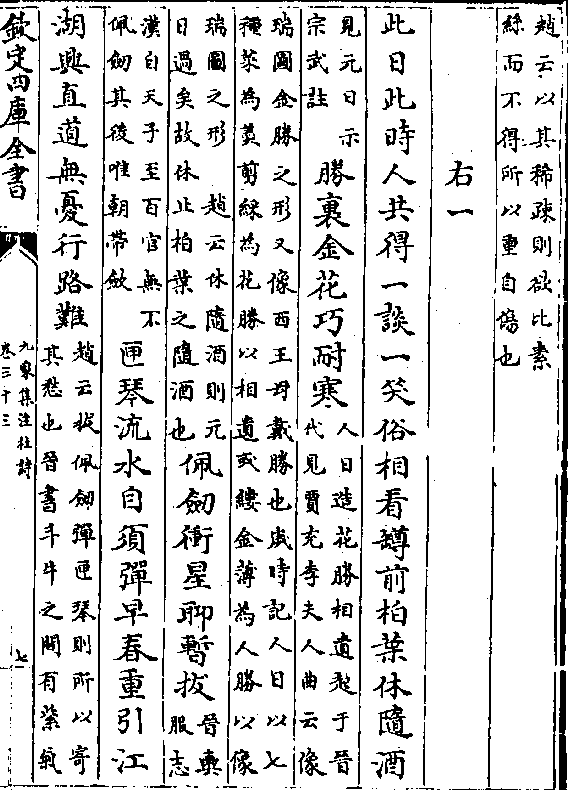 趙云以其稀疎則欲比素
絲而不得所以重自傷也
右一
此日此時人共得一談一笑俗相看罇前柏葉休隨酒
見元日示
宗武註
勝裏金花巧耐寒
人日造花勝相遺起于晉
代見賈充李夫人曲云像
瑞圖金勝之形又像西王母戴勝也歲時記人日以七
種菜為羹剪綵為花勝以相遺或縷金薄為人勝以像
瑞圖之形　趙云休隨酒則元
日過矣故休止柏葉之隨酒也
佩劒衝星聊暫拔
晉輿
服志
漢自天子至百官無不
佩劒其後唯朝帶劒
匣琴流水自須彈早春重引江
湖興直道無憂行路難
趙云拔佩劒彈匣琴則所以寄
其愁也晉書斗牛之間有紫氣
欽定四庫全書
九家集注杜詩
卷三十三
七